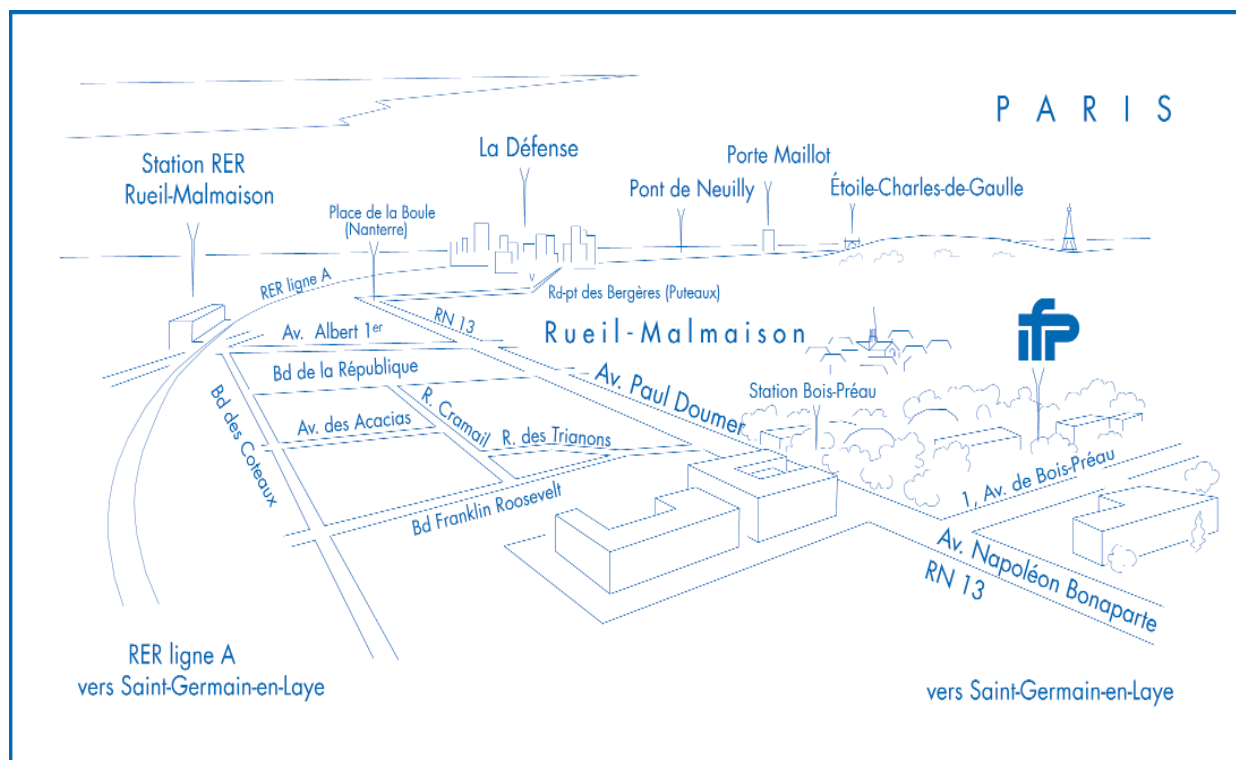 PARIS
La Défense
Porte Maillot
Station RER
Rueil-Malmaison
Pont de Neuilly
Étoile-Charles-de-Gaulle
Place de la Boule
(Nanterre)
RER ligne A
Rd-pt des Bergères (Puteaux)
RN 13
Av. Albert 1er
Rueil-Malmaison
ifp
Bd de la République
Av. Paul Doumer
Station Bois-Préau
Bd des Coteaux
Av. des Acacias
R. Cramail
R. des Trianons
1, Av. de Bois-Préau
Bd Franklin Roosevelt
Av. Napoléon Bonaparte
RN 13
RER ligne A
vers Saint-Germain-en-Laye
vers Saint-Germain-en-Laye